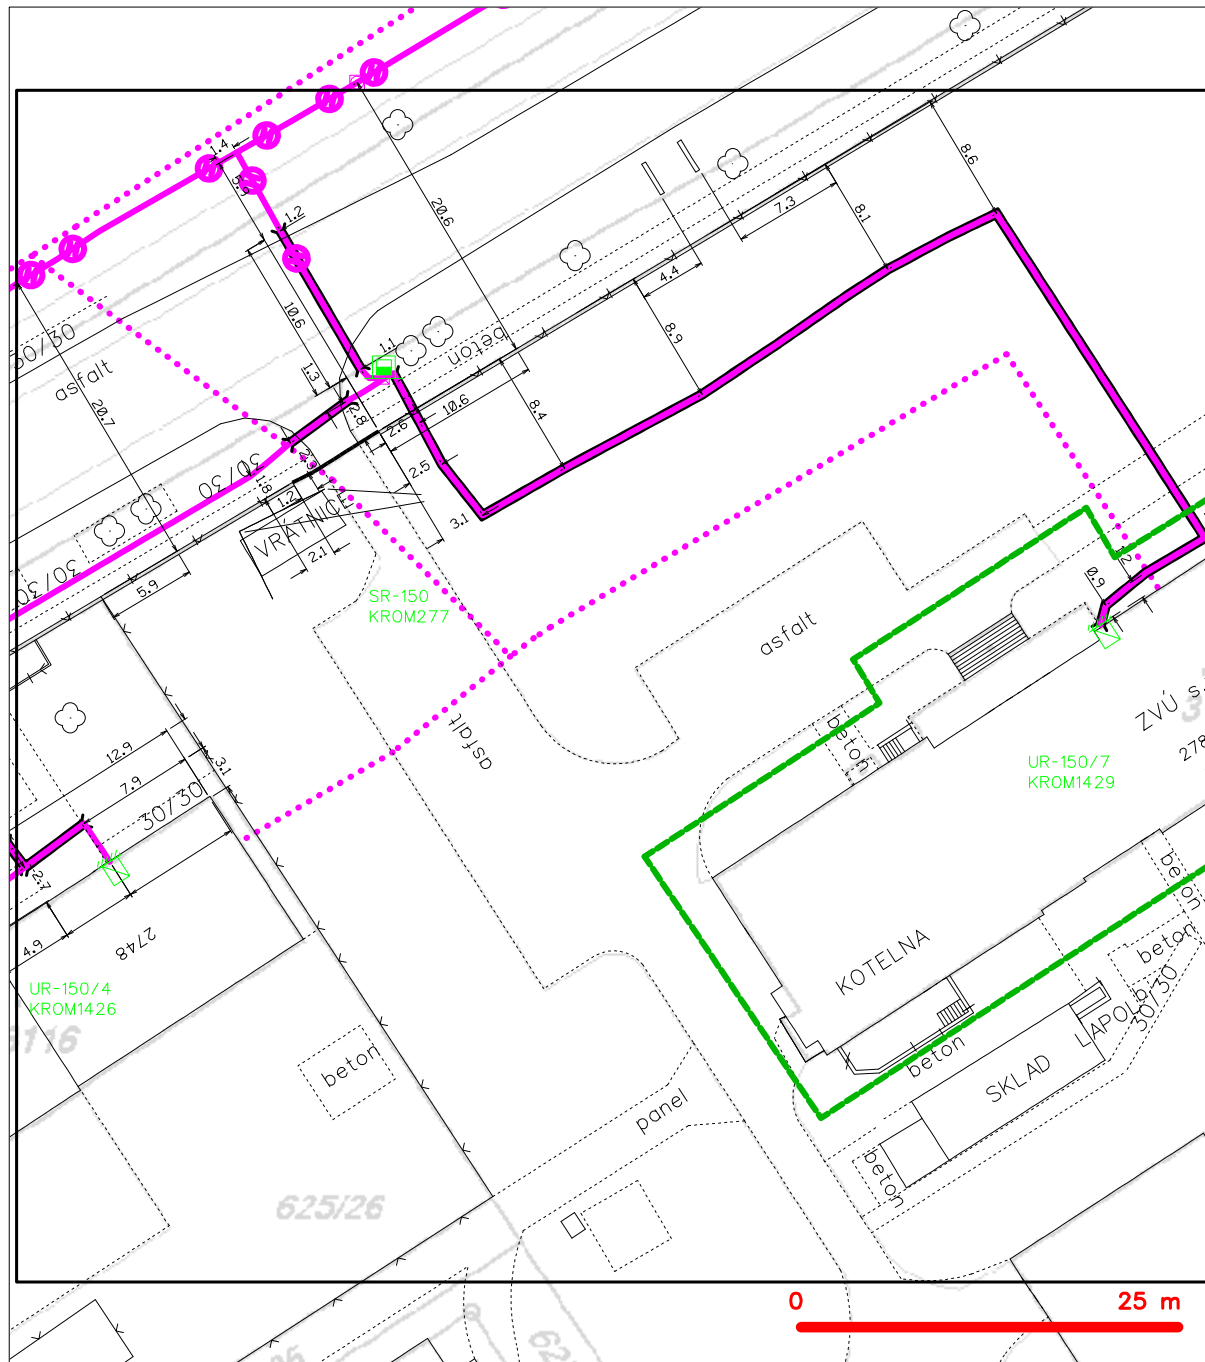 1.4
5.9
1.2
20.6
8.6
7.3
8.1
4.4
10.6
8.9
1.1
beton
asfalt
1.3
20.7
2.8
10.6
8.4
2.6
30/30
2.5
1.8
1.2
VRÁTNICE
3.1
2.1
30/30
5.9
1.2
0.9
SR-150
KROM277
asfalt
asfalt
ZVÚ s.
278
beton
12.9
3.1
7.9
30/30
UR-150/7
KROM1429
2.7
4.9
2748
beton
KOTELNA
beton
UR-150/4
KROM1426
LAPOL
30/30
beton
SKLAD
beton
panel
beton
625/26
0
25 m